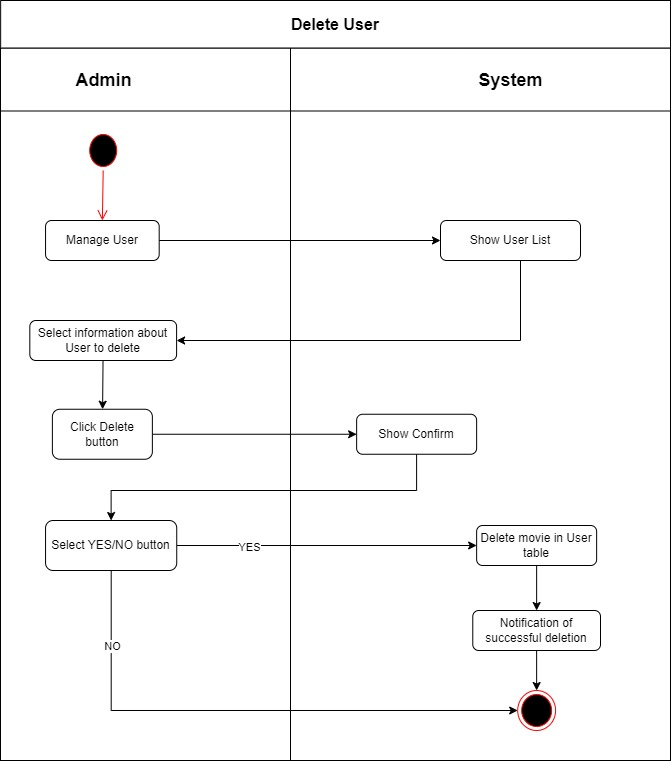 Delete User
Admin
System
Manage User
Show User List
Select information about
User to delete
Click Delete
button
Show Confirm
Select YES/NO button
YES
Delete movie in User
table
NO
Notification of
successful deletion